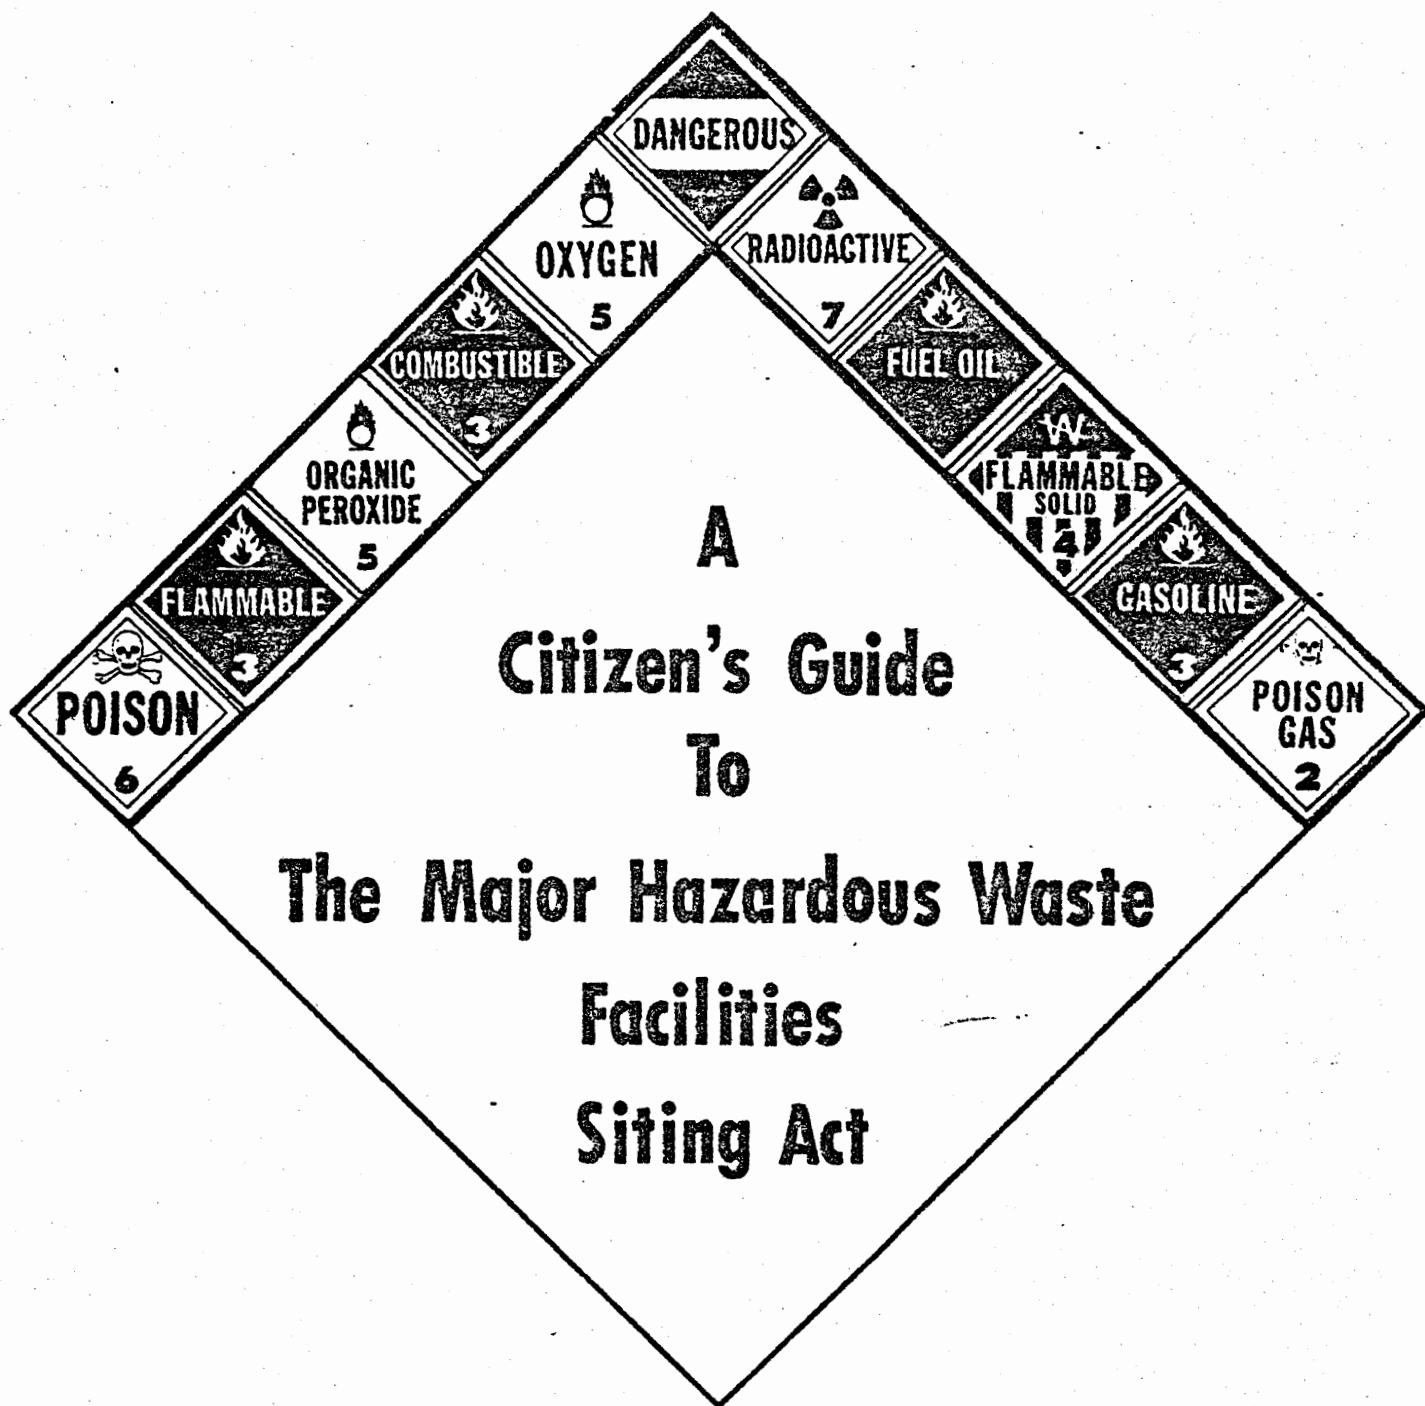 DANGEROUS
OXYGEN
5
RADIOACTIVE
7
COMBUSTIBLE
3
FUEL OIL
ORGANIC
PEROXIDE
5
W
FLAMMABLE
SOLID
4
FLAMMABLE
3
GASOLINE
3
POISON
6
POISON
GAS
2
A
Citizen's Guide
To
The Major Hazardous Waste
Facilities
Siting Act